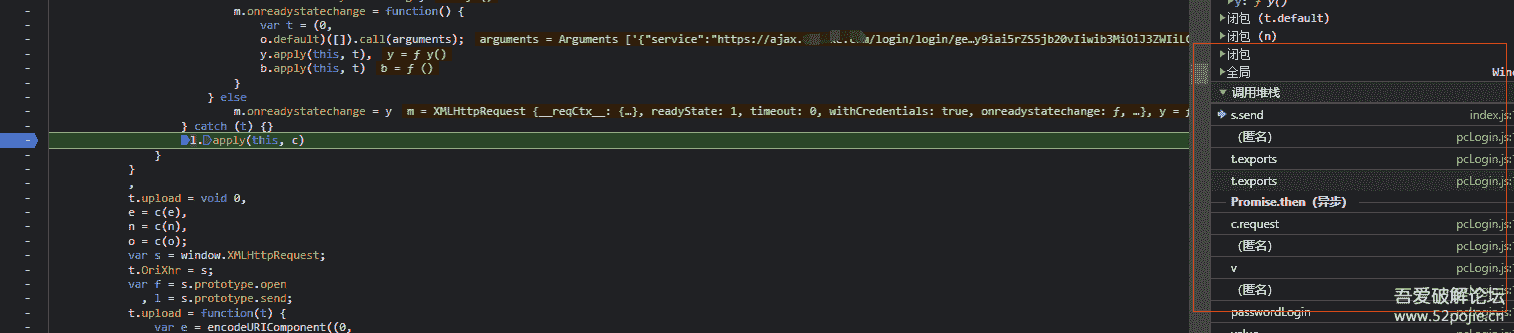 m.onreadystatechange = function() {
var t = (0,
o.default)([]).call(arguments); arguments = Arguments ['{"service":"https://ajax. .com/login/login/ge…y9iai5rZS5jb20vIiwib3MiOiJ3ZWIiLC
y.apply(this, t), y = ƒ y()
b.apply(this, t) b = ƒ ()
}
} else
m.onreadystatechange = y m = XMLHttpRequest {__reqCtx__: {…}, readyState: 1, timeout: 0, withCredentials: true, onreadystatechange: ƒ, …}, y = ƒ
} catch (t) {}
l.apply(this, c)
}
}
,
t.upload = void 0,
e = c(e),
n = c(n),
o = c(o);
var s = window.XMLHttpRequest;
t.OriXhr = s;
var f = s.prototype.open
, l = s.prototype.send;
t.upload = function(t) {
var e = encodeURIComponent((0,
y: ƒ y()
闭包 (t.default)
闭包 (n)
闭包
全局 Win
调用堆栈
s.send index.js:
(匿名) pcLogin.js:
t.exports pcLogin.js:
t.exports pcLogin.js:
Promise.then (异步)
c.request pcLogin.js:
(匿名) pcLogin.js:
v pcLogin.js:
(匿名) pcLogin.js:
passwordLogin
吾爱破解论坛
www.52pojie.cn